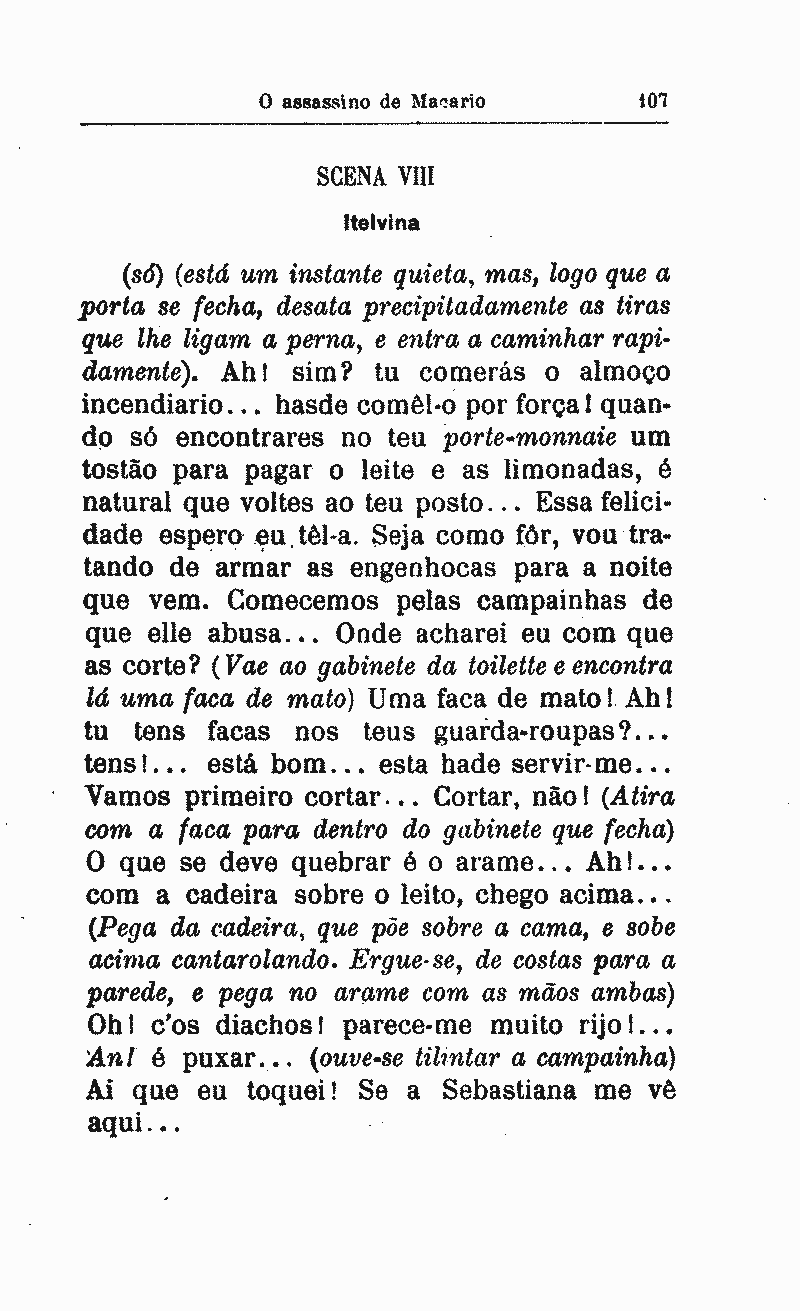 O assassino de Macario 107
SCENA VIII
Itelvina
(só) (está um instante quieta, mas, logo que a
porta se fecha, desata precipitadamente as tiras
que lhe ligam a perna, e entra a caminhar rapi-
damente). Ah! sim? tu comerás o almoço
incendiario... hasde comêl-o por força! quan-
do só encontrares no teu porte-monnaie um
tostão para pagar o leite e as limonadas, é
natural que voltes ao teu posto... Essa felici-
dade espero eu têl-a. Seja como fôr, vou tra-
tando de armar as engenhocas para a noite
que vem. Comecemos pelas campainhas de
que elle abusa... Onde acharei eu com que
as corte? (Vae ao gabinete da toilette e encontra
lá uma faca de mato) Uma faca de mato! Ah!
tu tens facas nos teus guarda-roupas?...
tens!... está bom... esta hade servir-me...
Vamos primeiro cortar... Cortar, não! (Atira
com a faca para dentro do gabinete que fecha)
O que se deve quebrar é o arame... Ah!...
com a cadeira sobre o leito, chego acima...
(Pega da cadeira, que põe sobre a cama, e sobe
acima cantarolando. Ergue-se, de costas para a
parede, e pega no arame com as mãos ambas)
Oh! c'os diachos! parece-me muito rijo!...
An! é puxar... (ouve-se tilintar a campainha)
Ai que eu toquei! Se a Sebastiana me vê
aqui...